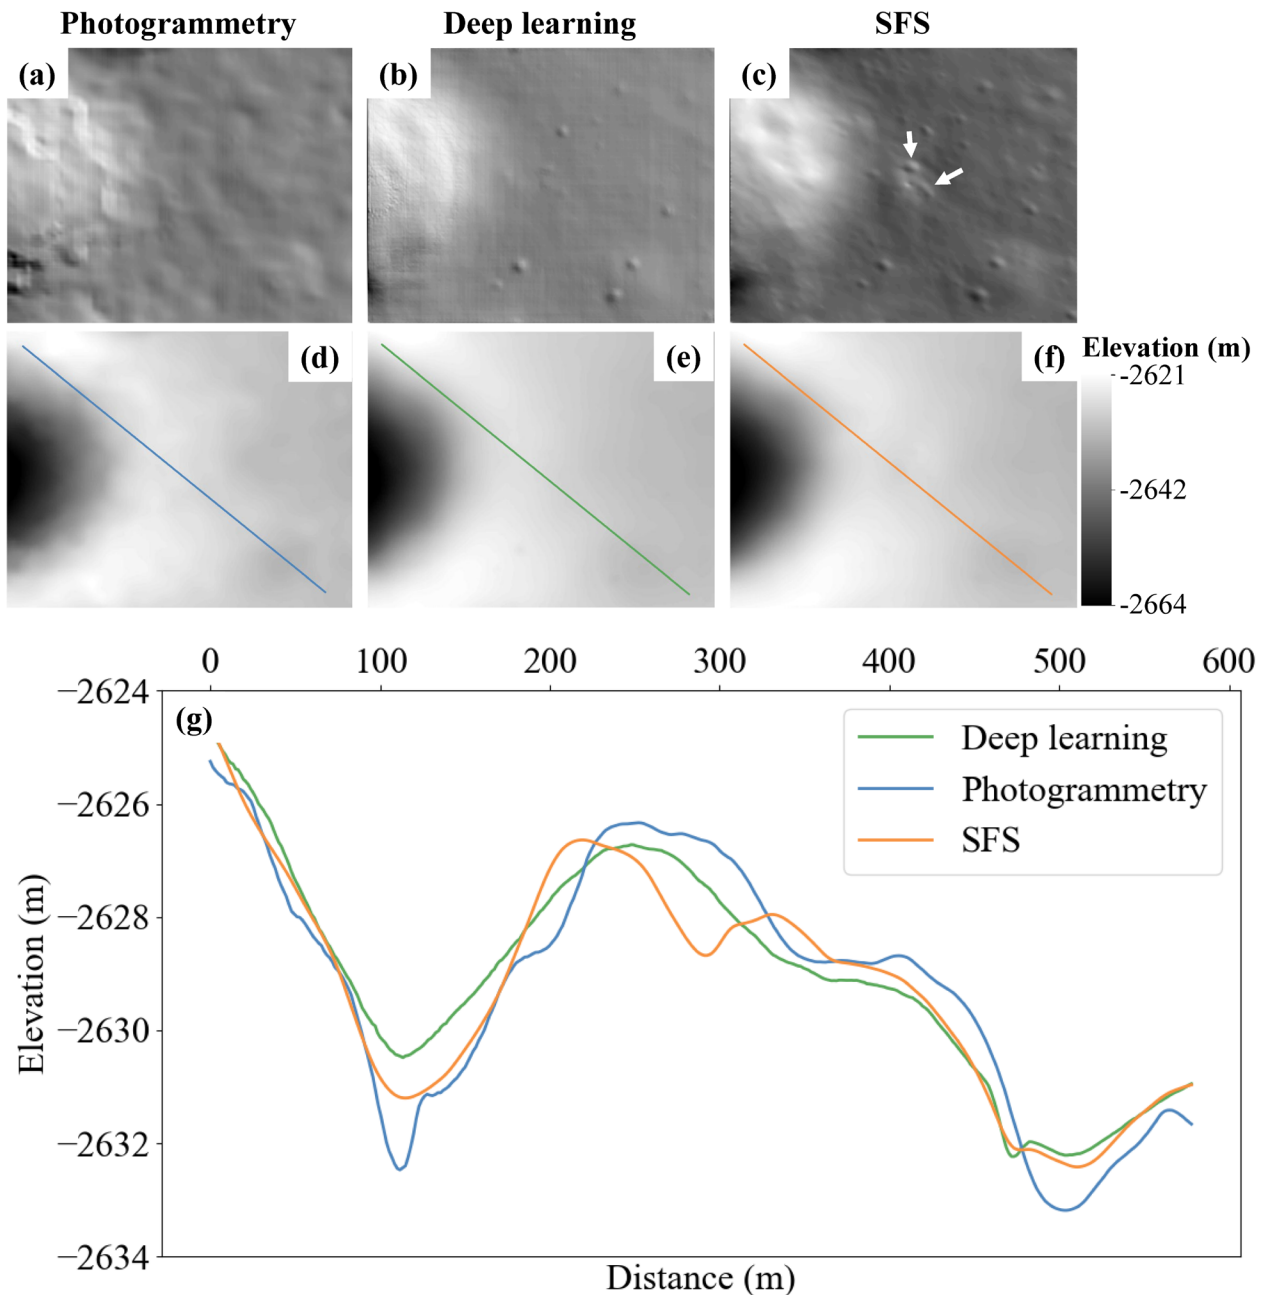 Photogrammetry Deep learning SFS
(a) (b) (c)
(d) (e) (f) Elevation (m)
-2621
-2642
-2664
0 100 200 300 400 500 600
(g)
−2624
−2626
−2628
−2630
−2632
−2634
Elevation (m)
Deep learning
Photogrammetry
SFS
Distance (m)